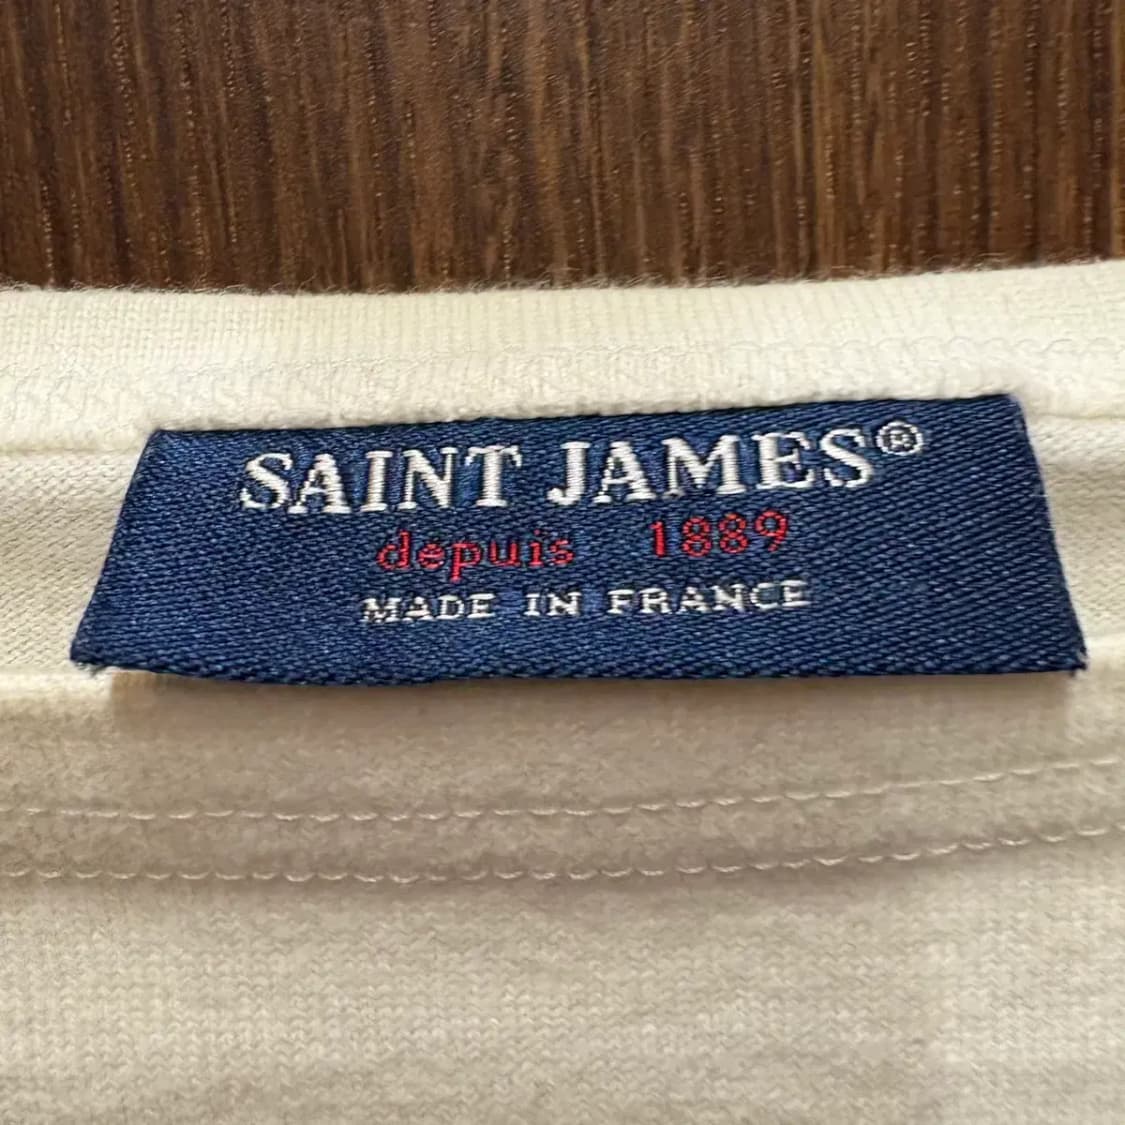 SAINT JAMES®
depuis 1889
MADE IN FRANCE